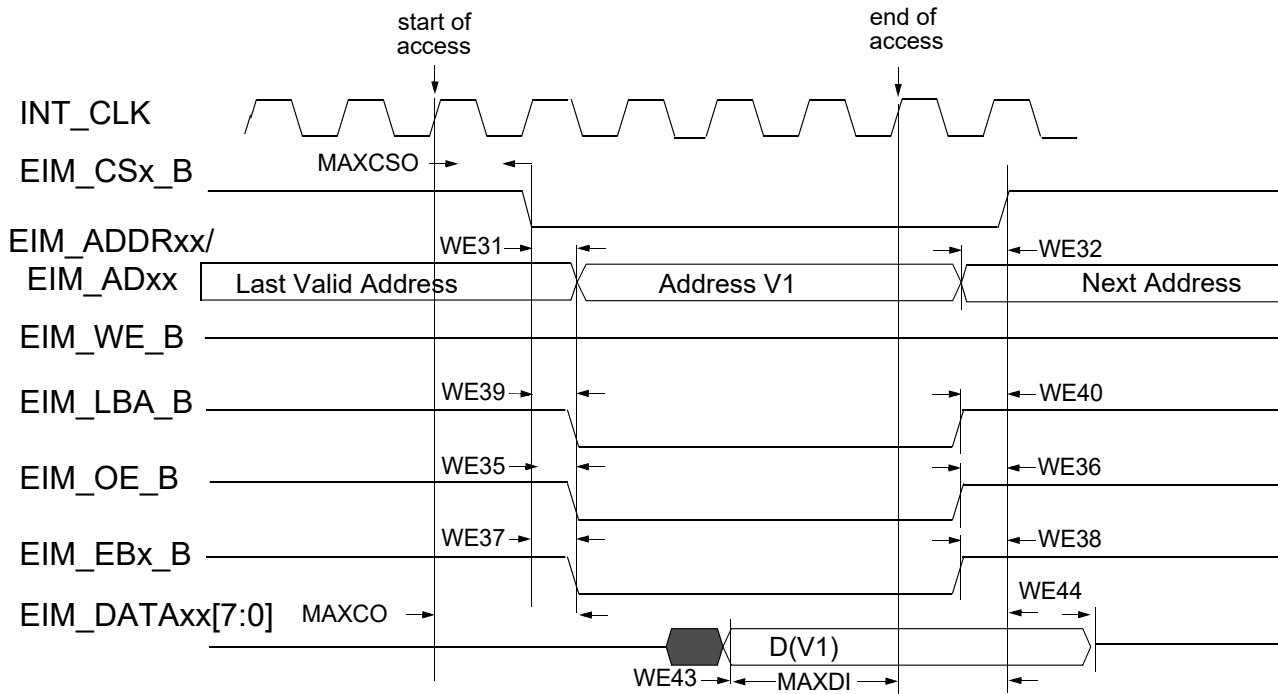 start of
access
end of
access
INT_CLK
MAXCSO
EIM_CSx_B
EIM_ADDRxx/
EIM_ADxx
WE31
WE32
Last Valid Address
Address V1
Next Address
EIM_WE_B
WE39
WE40
EIM_LBA_B
WE35
WE36
EIM_OE_B
WE37
WE38
EIM_EBx_B
WE44
EIM_DATAxx[7:0]
MAXCO
D(V1)
WE43
MAXDI